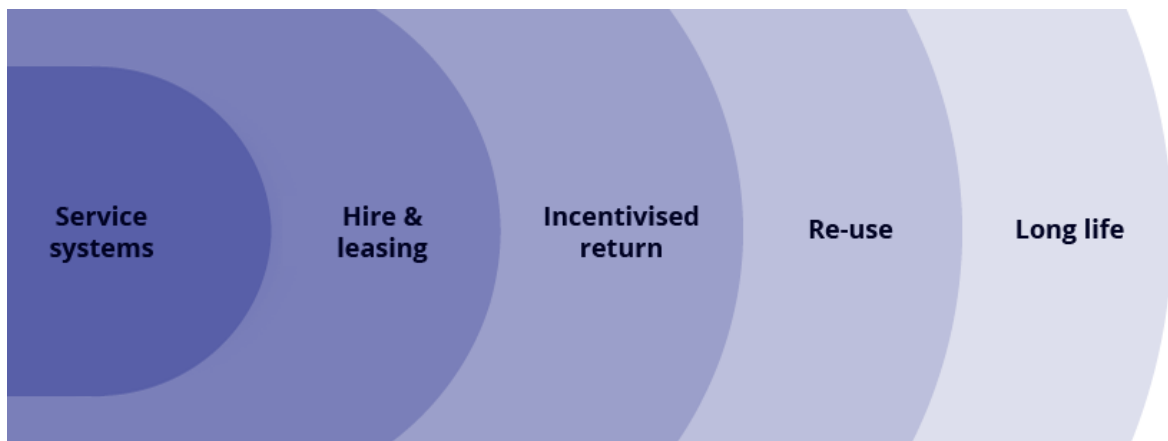 Service
systems
Hire &
leasing
Incentivised
return
Re-use
Long life